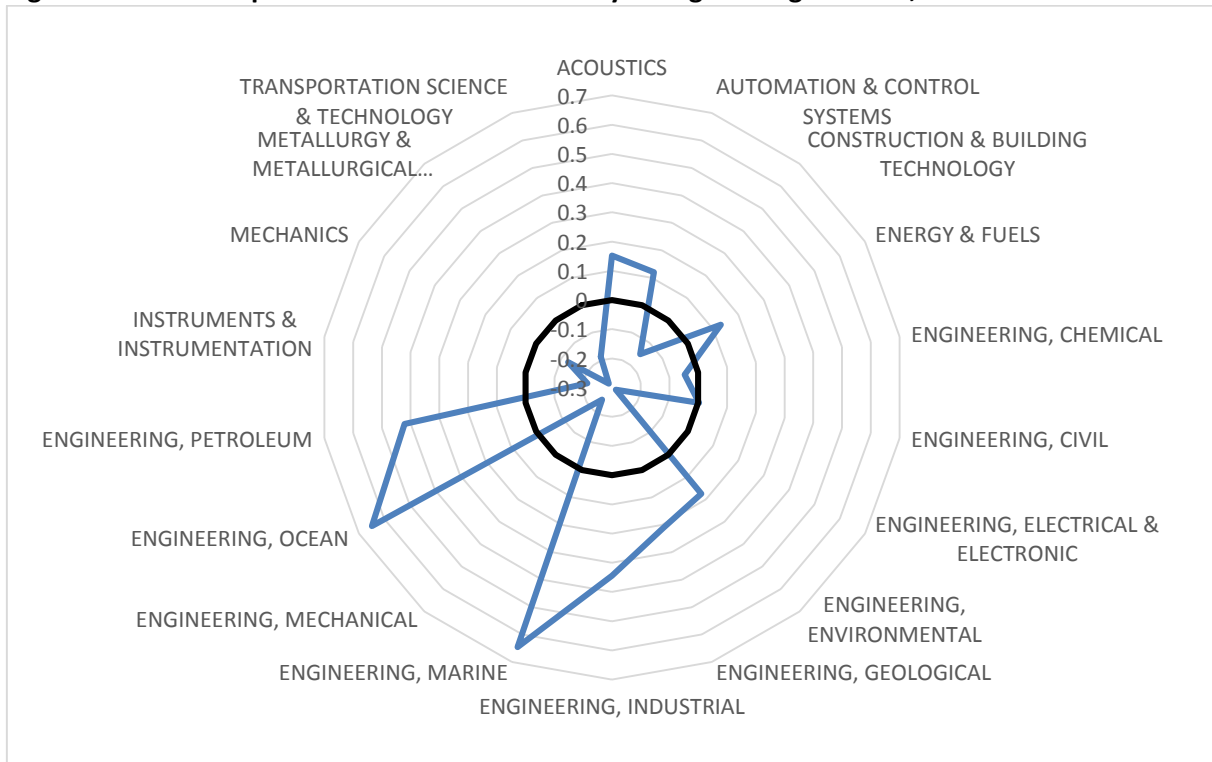 ACOUSTICS
TRANSPORTATION SCIENCE
& TECHNOLOGY
AUTOMATION & CONTROL
SYSTEMS
METALLURGY &
METALLURGICAL...
CONSTRUCTION & BUILDING
TECHNOLOGY
MECHANICS
ENERGY & FUELS
INSTRUMENTS &
INSTRUMENTATION
ENGINEERING, CHEMICAL
ENGINEERING, PETROLEUM
ENGINEERING, CIVIL
ENGINEERING, OCEAN
ENGINEERING, ELECTRICAL &
ELECTRONIC
ENGINEERING, MECHANICAL
ENGINEERING,
ENVIRONMENTAL
ENGINEERING, MARINE
ENGINEERING, GEOLOGICAL
ENGINEERING, INDUSTRIAL
0.7
0.6
0.5
0.4
0.3
0.2
0.1
0
-0.1
-0.2
-0.3